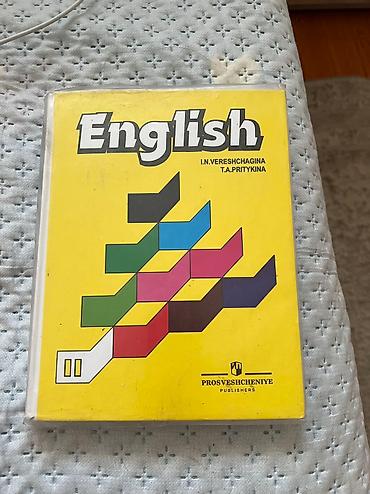 English
I.N.VERESHCHAGINA
T.A.PRITYKINA
II
PROSVESHCHENIYE
PUBLISHERS